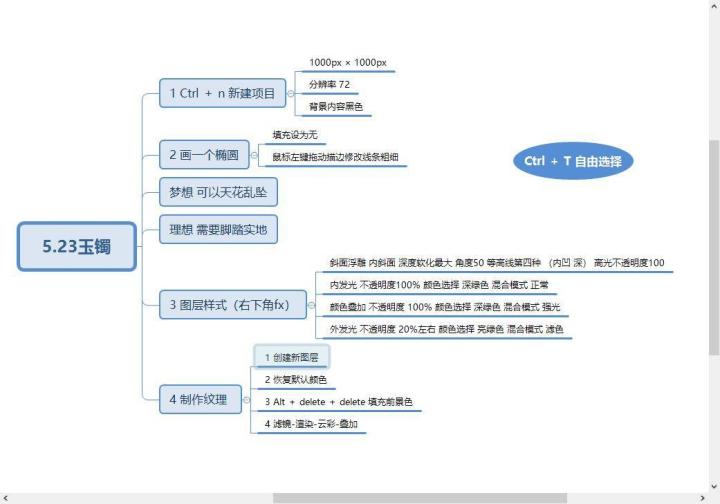 5.23玉镯
1 Ctrl + n 新建项目
1000px × 1000px
分辨率 72
背景内容黑色
2 画一个椭圆
填充设为无
鼠标左键拖动描边修改线条粗细
Ctrl + T 自由选择
梦想 可以天花乱坠
理想 需要脚踏实地
3 图层样式（右下角fx）
斜面浮雕 内斜面 深度软化最大 角度50 等高线第四种 （内凹 深） 高光不透明度100
内发光 不透明度100% 颜色选择 深绿色 混合模式 正常
颜色叠加 不透明度 100% 颜色选择 深绿色 混合模式 强光
外发光 不透明度 20%左右 颜色选择 亮绿色 混合模式 滤色
4 制作纹理
1 创建新图层
2 恢复默认颜色
3 Alt + delete + delete 填充前景色
4 滤镜-渲染-云彩-叠加